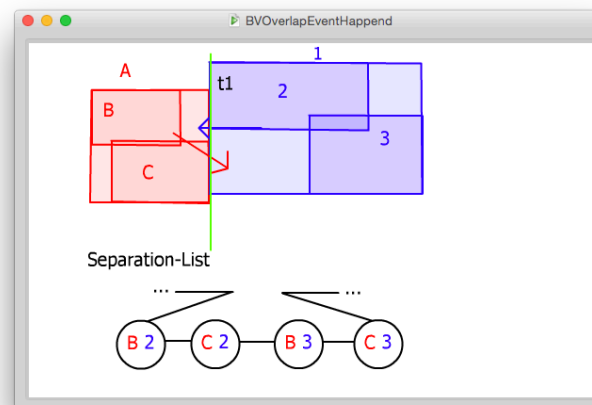 BVOverlapEventHappend
1
A
t1
2
B
3
C
Separation-List
... ...
B 2 C 2 B 3 C 3